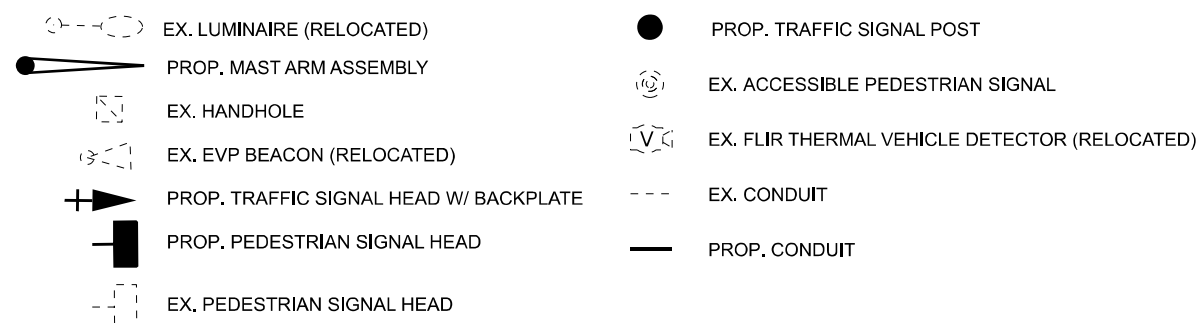 EX. LUMINAIRE (RELOCATED)
PROP. MAST ARM ASSEMBLY
EX. HANDHOLE
EX. EVP BEACON (RELOCATED)
PROP. TRAFFIC SIGNAL HEAD W/ BACKPLATE
PROP. PEDESTRIAN SIGNAL HEAD
EX. PEDESTRIAN SIGNAL HEAD
PROP. TRAFFIC SIGNAL POST
EX. ACCESSIBLE PEDESTRIAN SIGNAL
V EX. FLIR THERMAL VEHICLE DETECTOR (RELOCATED)
EX. CONDUIT
PROP. CONDUIT